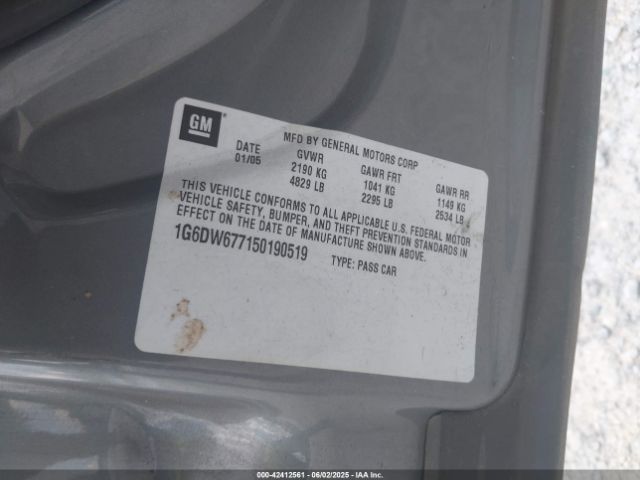 GM
MFD BY GENERAL MOTORS CORP
DATE GVWR GAWR FRT GAWR RR
01/05 2190 KG 1041 KG 1149 KG
4829 LB 2295 LB 2534 LB
THIS VEHICLE CONFORMS TO ALL APPLICABLE U.S. FEDERAL MOTOR
VEHICLE SAFETY, BUMPER, AND THEFT PREVENTION STANDARDS IN
EFFECT ON THE DATE OF MANUFACTURE SHOWN ABOVE.
1G6DW677150190519 TYPE: PASS CAR
000-42412561 - 06/02/2025 - IAA Inc.